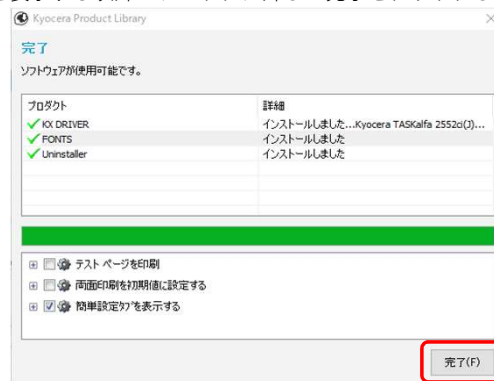 Kyocera Product Library
完了
ソフトウェアが使用可能です。
プロダクト 詳細
KX DRIVER インストールしました...Kyocera TASKalfa 2552ci(J)...
FONTS インストールしました
Uninstaller インストールしました
テスト ページを印刷
両面印刷を初期値に設定する
簡単設定タブを表示する
完了(F)